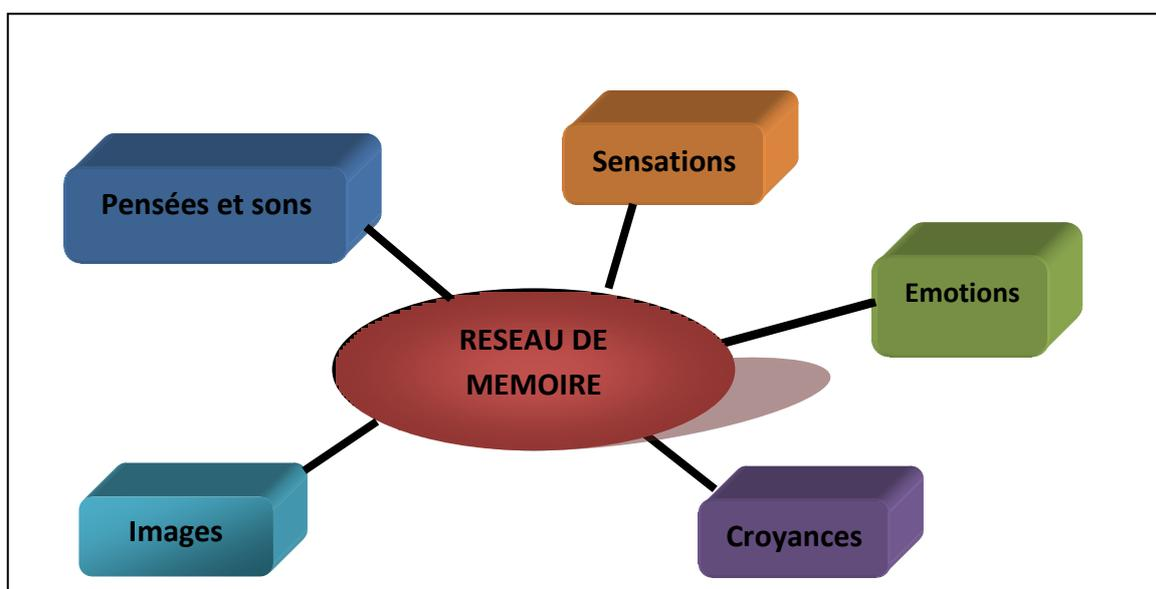 Sensations
Pensées et sons
Emotions
RESEAU DE
MEMOIRE
Images
Croyances